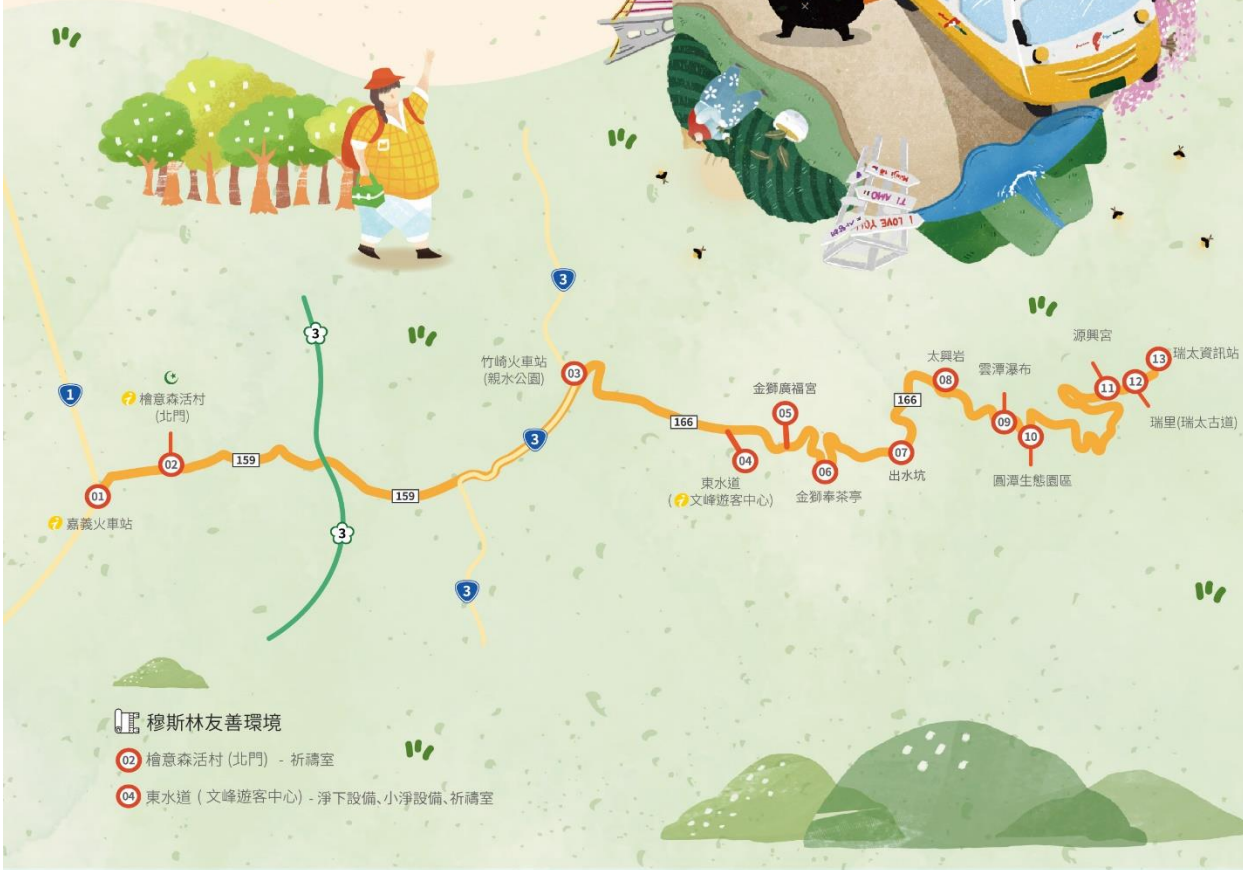 I LOVE YOU
TI AMO
3
3
源興宮
竹崎火車站
(親水公園)
03
太興岩
13
瑞太資訊站
1
檜意森活村
(北門)
金獅廣福宮
08
雲潭瀑布
11
12
166
05
瑞里(瑞太古道)
166
09
02
159
3
10
04
06
07
01
159
東水道
(文峰遊客中心)
金獅奉茶亭
出水坑
圓潭生態園區
嘉義火車站
3
3
穆斯林友善環境
02 檜意森活村 (北門) - 祈禱室
04 東水道 ( 文峰遊客中心) - 淨下設備、小淨設備、祈禱室